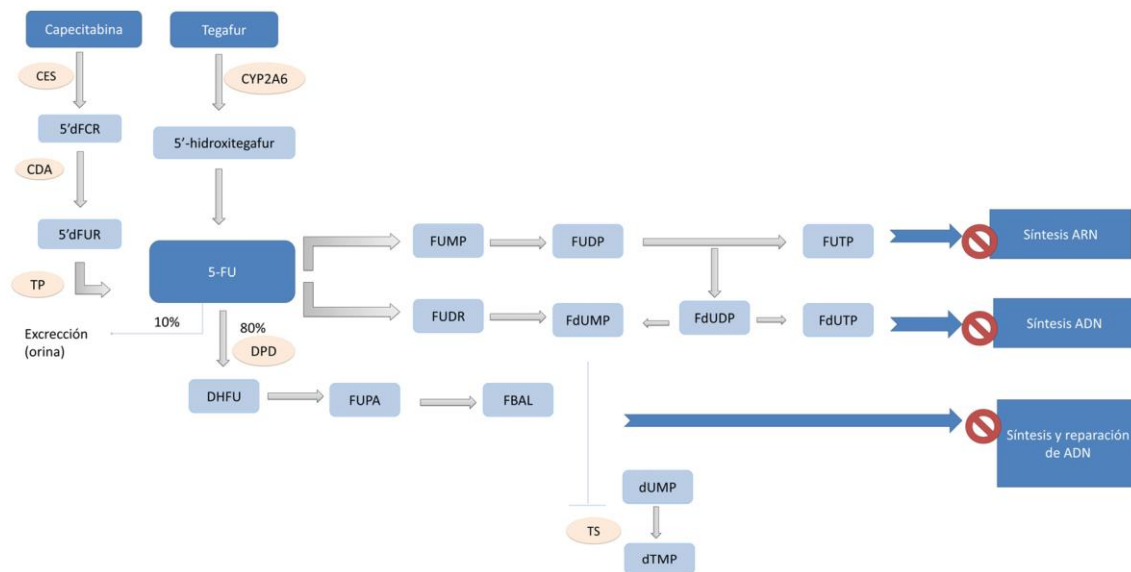 Capecitabina
Tegafur
CES
CYP2A6
5'dFCR
5'-hidroxitegafur
CDA
5'dFUR
FUMP
FUDP
FUTP
Síntesis ARN
TP
5-FU
10%
80%
FUDR
FdUMP
FdUDP
FdUTP
Síntesis ADN
Excrección
(orina)
DPD
DHFU
FUPA
FBAL
Síntesis y reparación
de ADN
dUMP
TS
dTMP